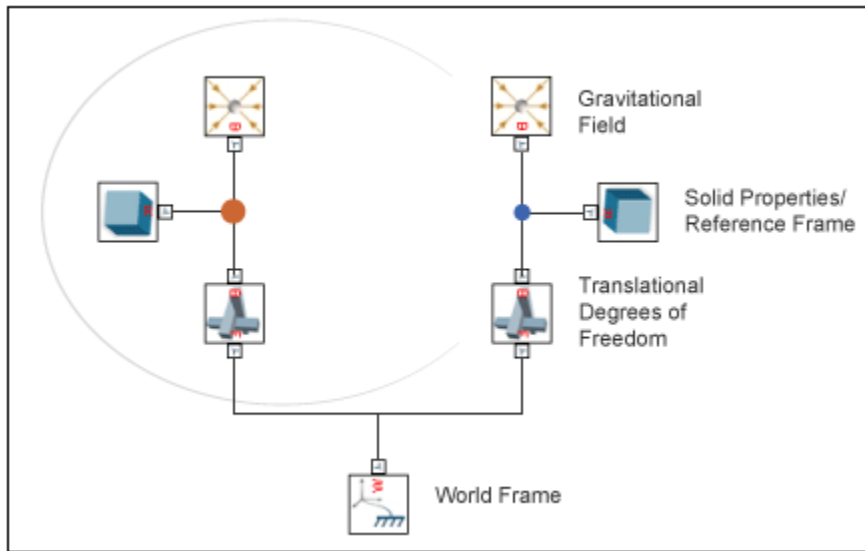 Gravitational
Field
Solid Properties/
Reference Frame
Translational
Degrees of
Freedom
World Frame